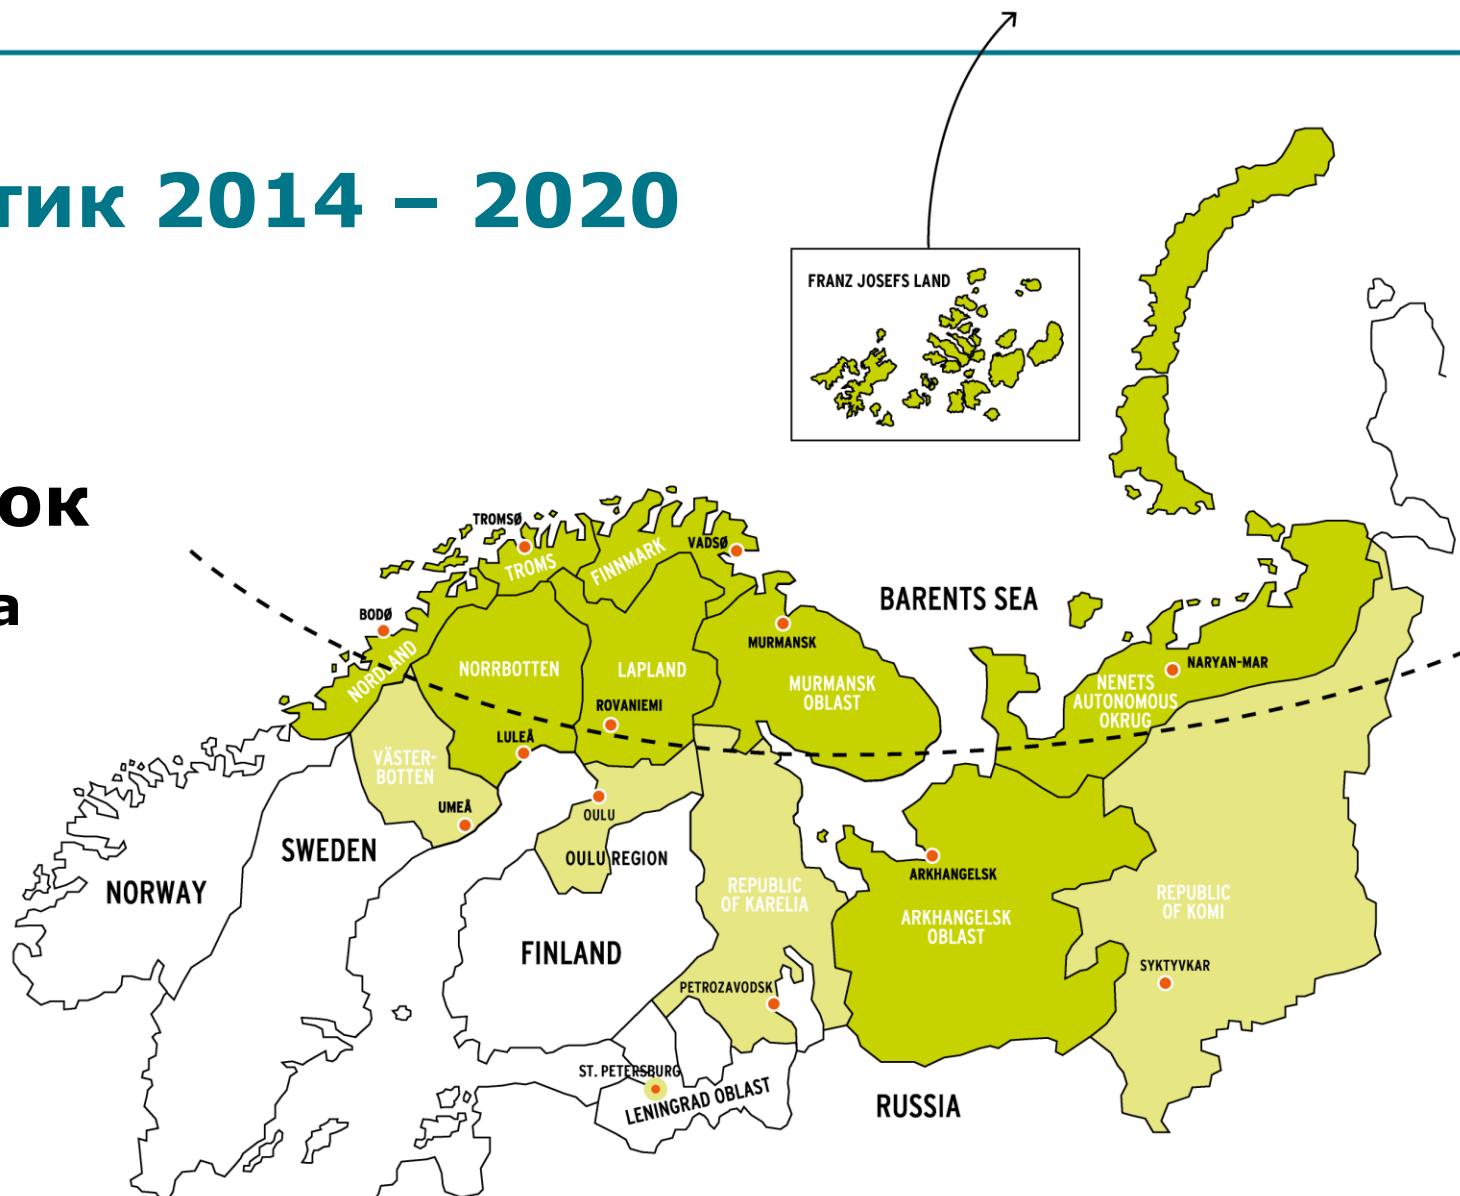 тик 2014 – 2020
ок
а
FRANZ JOSEFS LAND
TROMSØ
TROMS
FINNMARK
VADSØ
BODØ
NORDLAND
NORRBOTTEN
LAPLAND
ROVANIEMI
LULEÅ
MURMANSK
MURMANSK
OBLAST
BARENTS SEA
NARYAN-MAR
NENETS
AUTONOMOUS
OKRUG
VÄSTER-
BOTTEN
UMEÅ
OULU
OULU REGION
SWEDEN
NORWAY
FINLAND
REPUBLIC
OF KARELIA
PETROZAVODSK
ARKHANGELSK
ARKHANGELSK
OBLAST
REPUBLIC
OF KOMI
SYKTYVKAR
ST. PETERSBURG
LENINGRAD OBLAST
RUSSIA